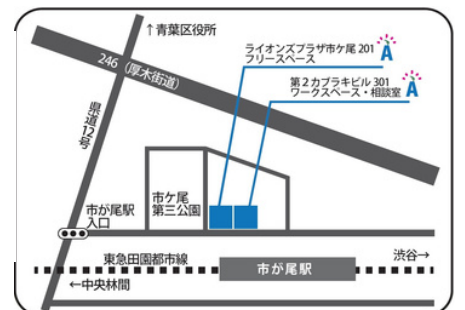 ↑青葉区役所
246（厚木街道）
ライオンズプラザ市ケ尾 201
フリースペース
A
第2カブラキビル 301
ワークスペース・相談室
A
県道12号
市ケ尾
第三公園
市が尾駅
入口
東急田園都市線
市が尾駅
渋谷→
←中央林間